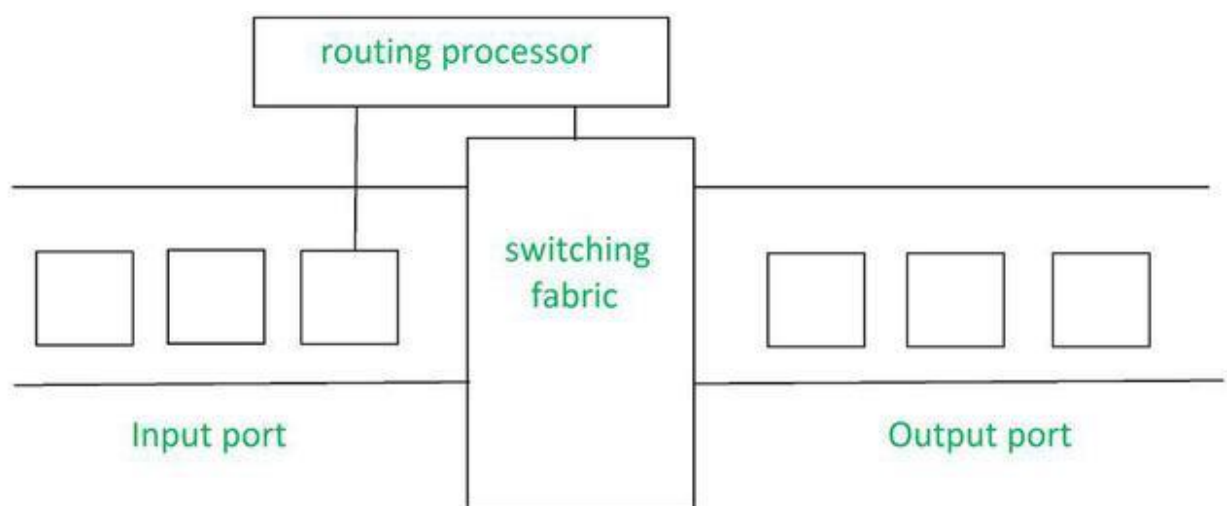 routing processor
switching
fabric
Input port
Output port